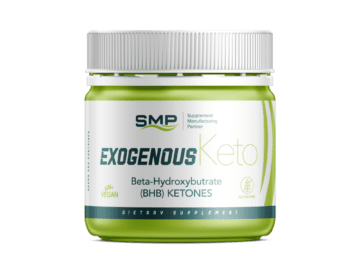 SMP
Supplement
Manufacturing
Partner
EXOGENOUS Keto
Beta-Hydroxybutrate
(BHB) KETONES
VEGAN
DIETARY SUPPLEMENT